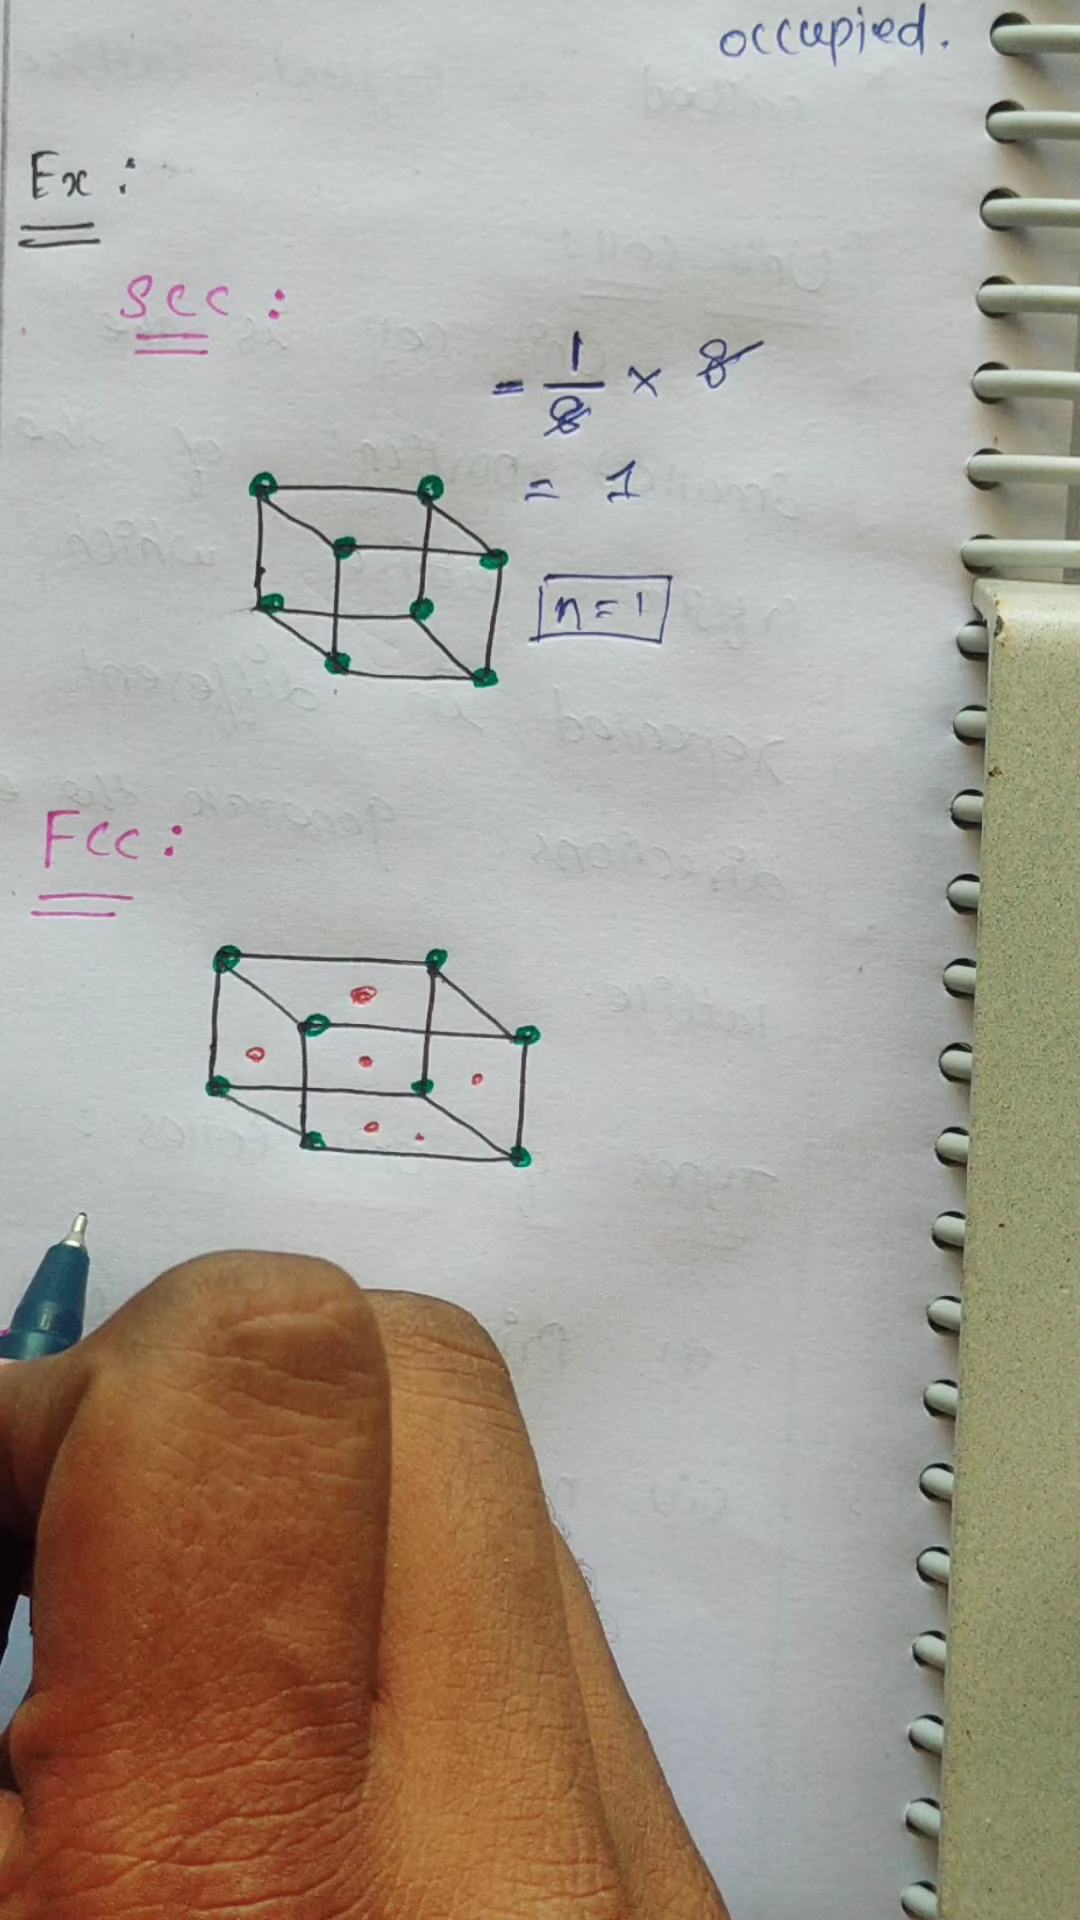 occupied.
Ex :
SCC :
= 1/8 × 8
= 1
n = 1
FCC :